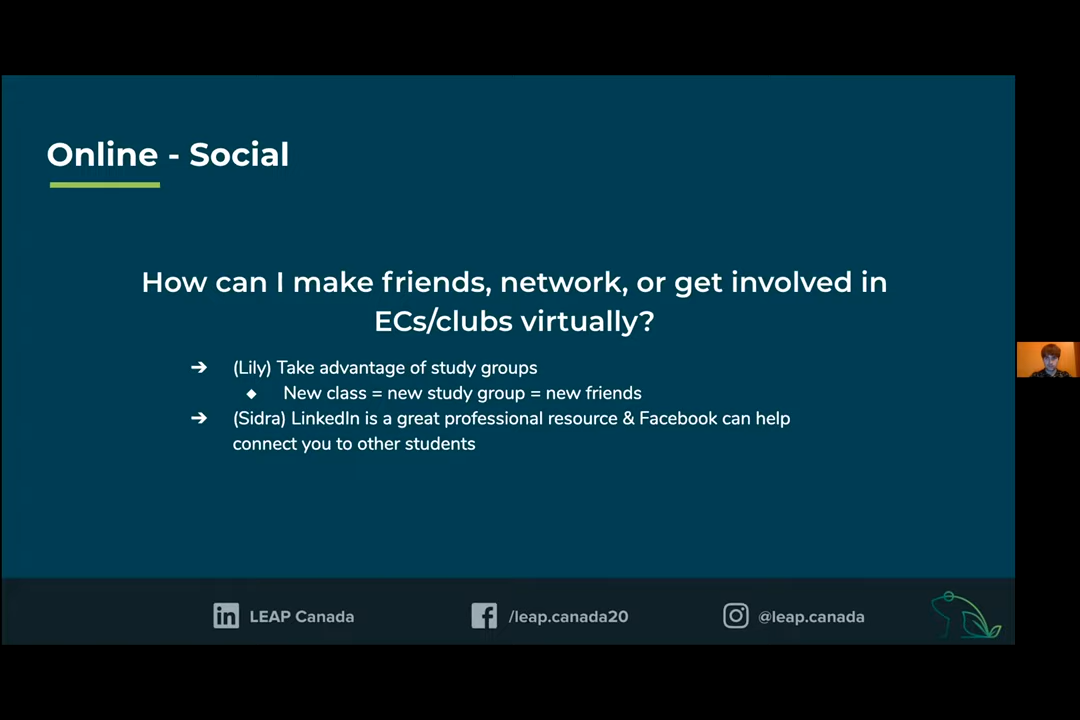 Online - Social
How can I make friends, network, or get involved in
ECs/clubs virtually?
➔ (Lily) Take advantage of study groups
◆ New class = new study group = new friends
➔ (Sidra) LinkedIn is a great professional resource & Facebook can help
connect you to other students
in LEAP Canada
f /leap.canada20
@leap.canada